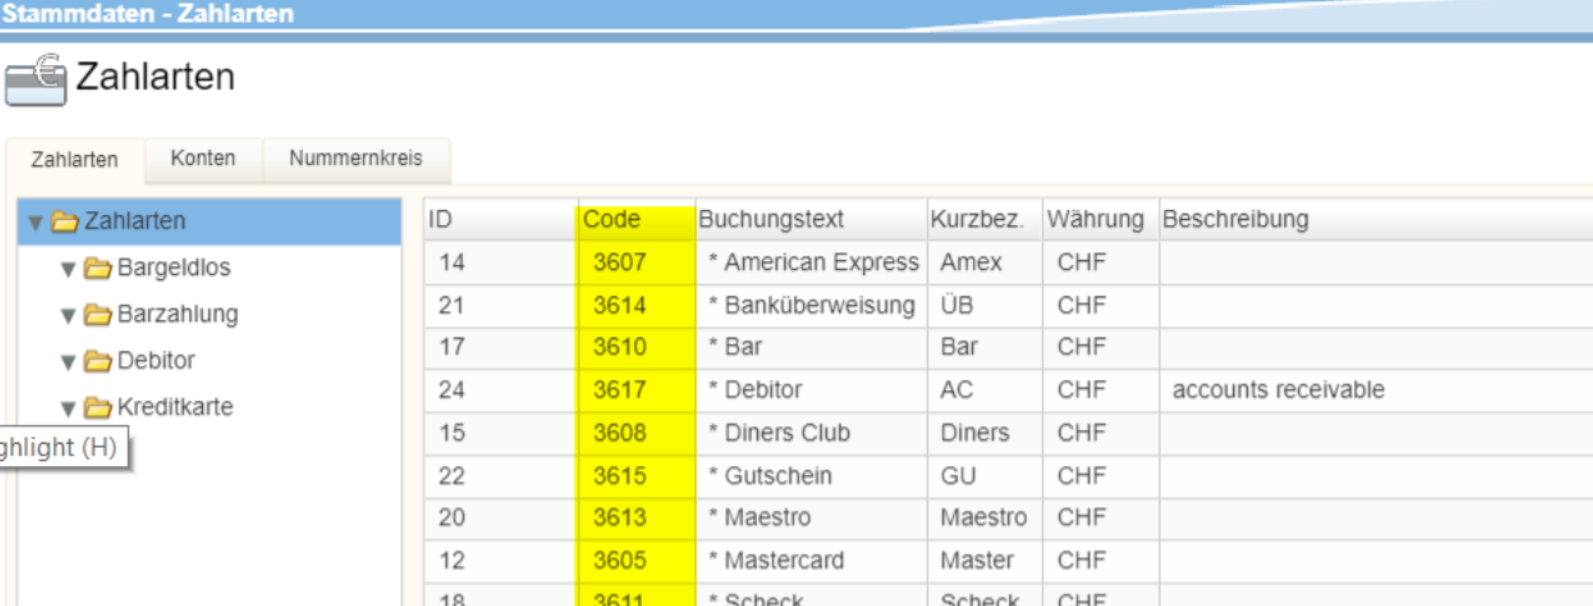 Stammdaten - Zahlarten
Zahlarten
Zahlarten Konten Nummernkreis
Zahlarten
Bargeldlos
Barzahlung
Debitor
Kreditkarte
ghlight (H)
ID Code Buchungstext Kurzbez. Währung Beschreibung
14 3607 * American Express Amex CHF
21 3614 * Banküberweisung ÜB CHF
17 3610 * Bar Bar CHF
24 3617 * Debitor AC CHF accounts receivable
15 3608 * Diners Club Diners CHF
22 3615 * Gutschein GU CHF
20 3613 * Maestro Maestro CHF
12 3605 * Mastercard Master CHF
18 3611 * Scheck Scheck CHF